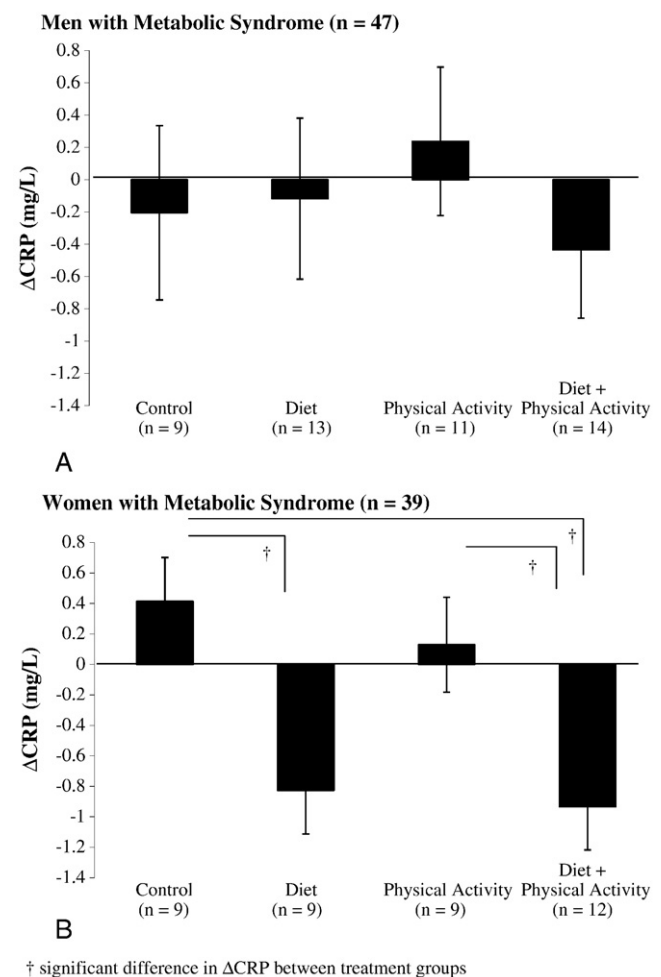 Men with Metabolic Syndrome (n = 47)
0.8
0.6
0.4
0.2
0
-0.2
-0.4
-0.6
-0.8
-1
-1.2
-1.4
ΔCRP (mg/L)
Control
(n = 9)
Diet
(n = 13)
Physical Activity
(n = 11)
Diet +
Physical Activity
(n = 14)
A
Women with Metabolic Syndrome (n = 39)
0.8
0.6
0.4
0.2
0
-0.2
-0.4
-0.6
-0.8
-1
-1.2
-1.4
ΔCRP (mg/L)
†
†
†
Control
(n = 9)
Diet
(n = 9)
Physical Activity
(n = 9)
Diet +
Physical Activity
(n = 12)
B
† significant difference in ΔCRP between treatment groups